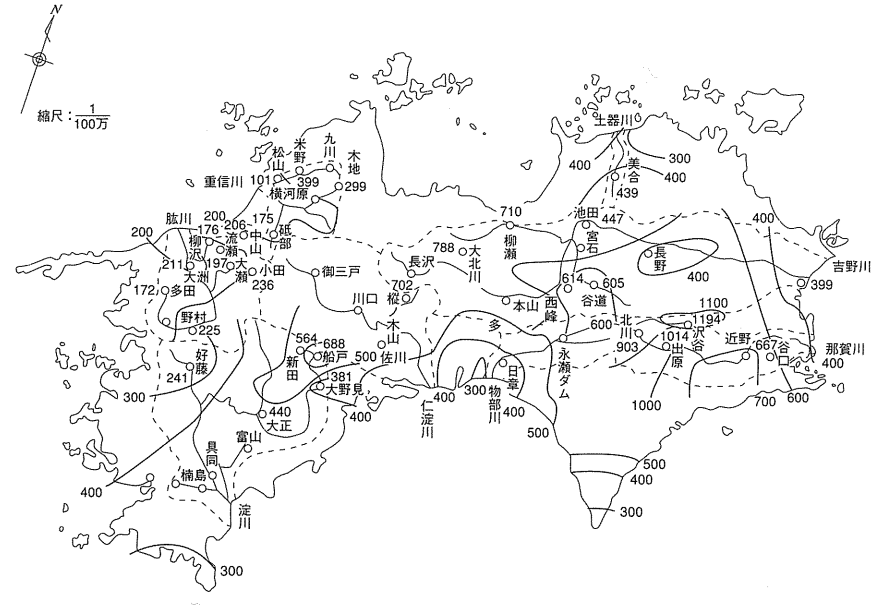 N
縮尺：1/100万
土器川
400
300
美合
400
439
九川
米野
木地
松山
101
399
299
重信川
横河原
肱川
200
206
175
176
柳沢
流瀬
中山
砥部
200
211
大洲
197
大瀬
小田
236
172
多田
野村
225
好藤
241
300
御三戸
長沢
702
樅
木山
川口
佐川
500
564
688
新田
船戸
381
大野見
400
440
大正
富山
具同
楠島
400
淀川
300
710
柳瀬
788
大北川
池田
447
宮石
614
605
谷道
西峰
本山
長野
400
400
吉野川
399
1100
1194
沢谷
北川
903
1014
出原
近野
667
谷口
那賀川
400
600
700
1000
600
永瀬ダム
多
日章
300
物部川
400
400
仁淀川
500
500
400
300